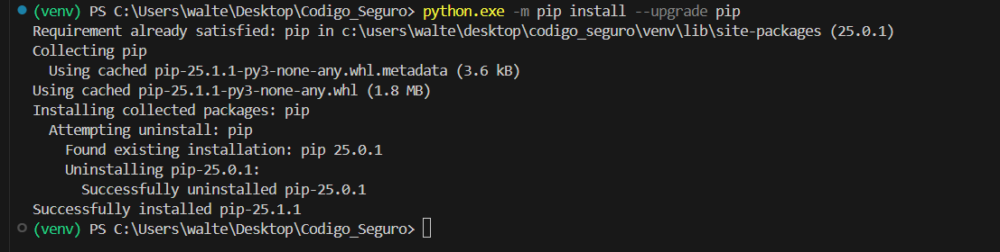 (venv) PS C:\Users\walte\Desktop\Codigo_Seguro> python.exe -m pip install --upgrade pip
Requirement already satisfied: pip in c:\users\walte\desktop\codigo_seguro\venv\lib\site-packages (25.0.1)
Collecting pip
  Using cached pip-25.1.1-py3-none-any.whl.metadata (3.6 kB)
Using cached pip-25.1.1-py3-none-any.whl (1.8 MB)
Installing collected packages: pip
  Attempting uninstall: pip
    Found existing installation: pip 25.0.1
    Uninstalling pip-25.0.1:
      Successfully uninstalled pip-25.0.1
Successfully installed pip-25.1.1
(venv) PS C:\Users\walte\Desktop\Codigo_Seguro>